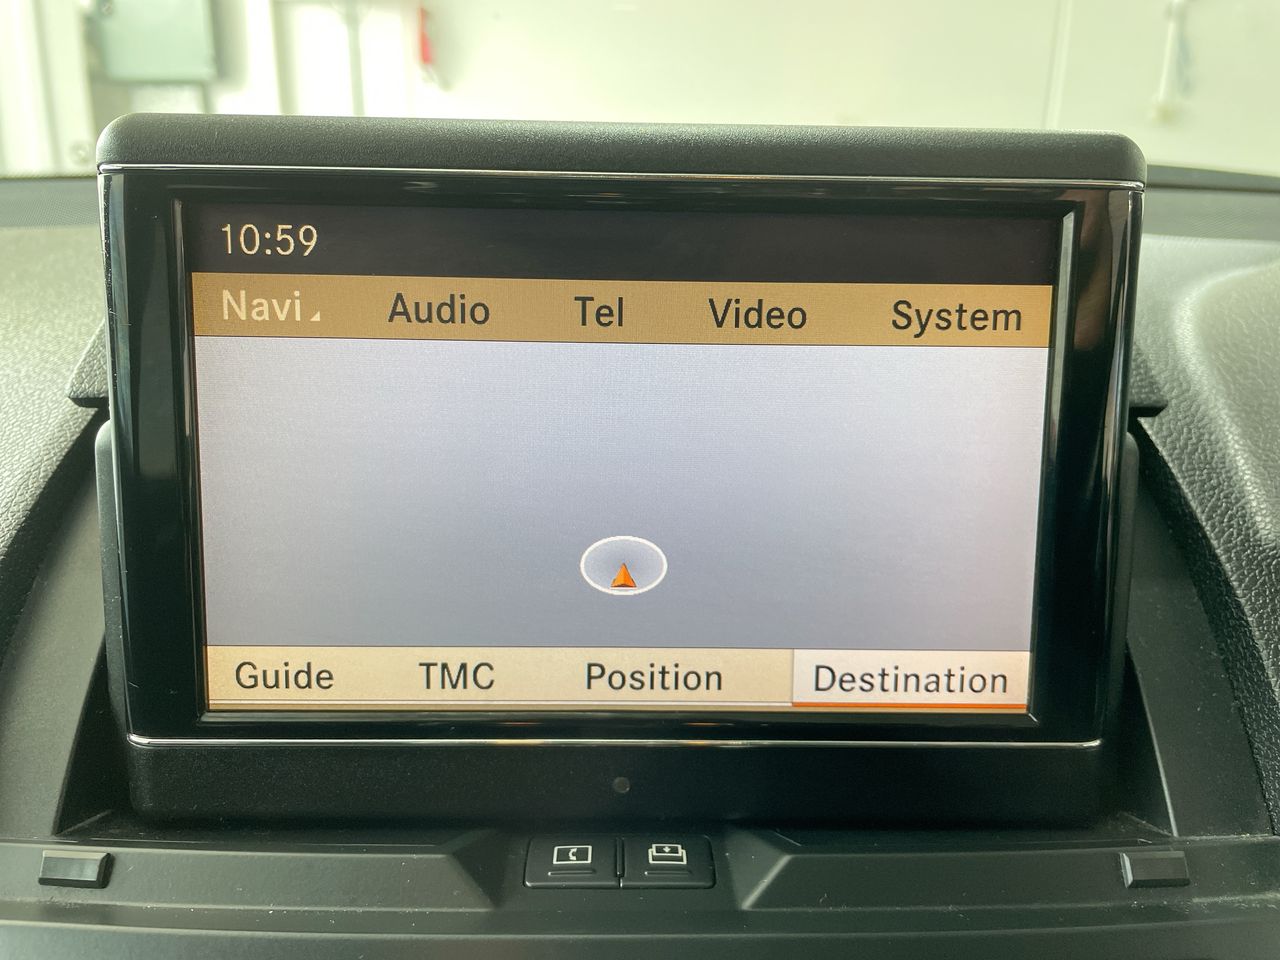 10:59
Navi Audio Tel Video System
Guide TMC Position Destination